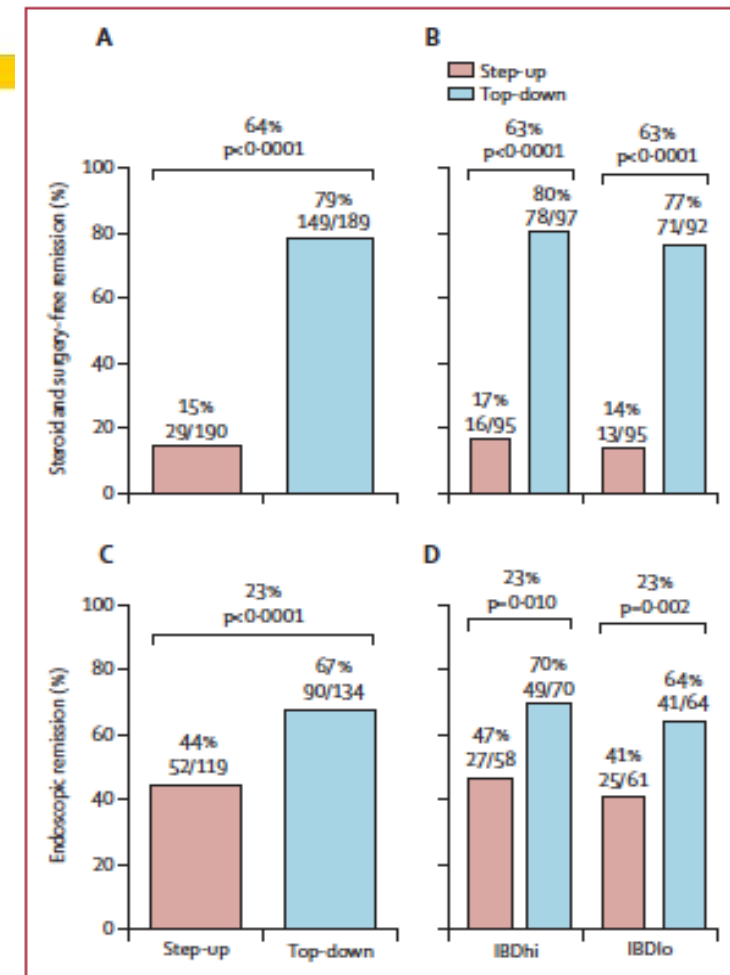 A
64%
p<0·0001
Steroid and surgery-free remission (%)
100
80
60
40
20
0
15%
29/190
79%
149/189
B
Step-up
Top-down
63%
p<0·0001
63%
p<0·0001
17%
16/95
80%
78/97
14%
13/95
77%
71/92
C
23%
p<0·0001
Endoscopic remission (%)
100
80
60
40
20
0
44%
52/119
67%
90/134
Step-up
Top-down
D
23%
p=0·010
23%
p=0·002
47%
27/58
70%
49/70
41%
25/61
64%
41/64
IBDhi
IBDlo